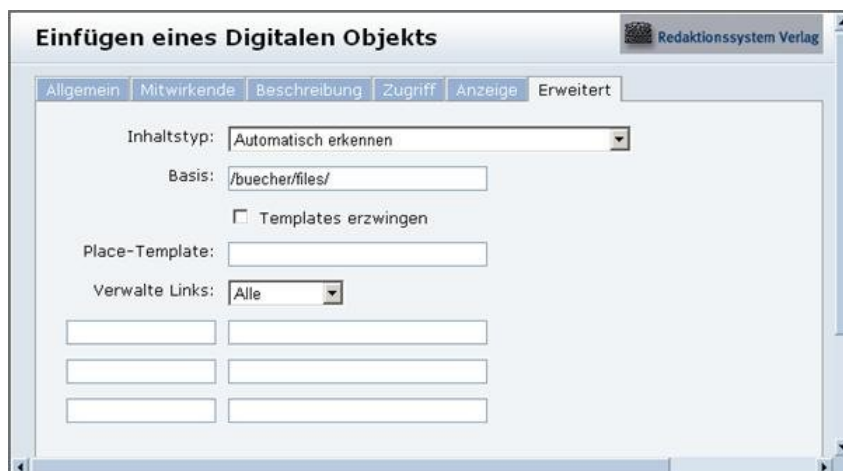 Einfügen eines Digitalen Objekts
Redaktionssystem Verlag
Allgemein Mitwirkende Beschreibung Zugriff Anzeige Erweitert
Inhaltstyp: Automatisch erkennen
Basis: /buecher/files/
Templates erzwingen
Place-Template:
Verwalte Links: Alle